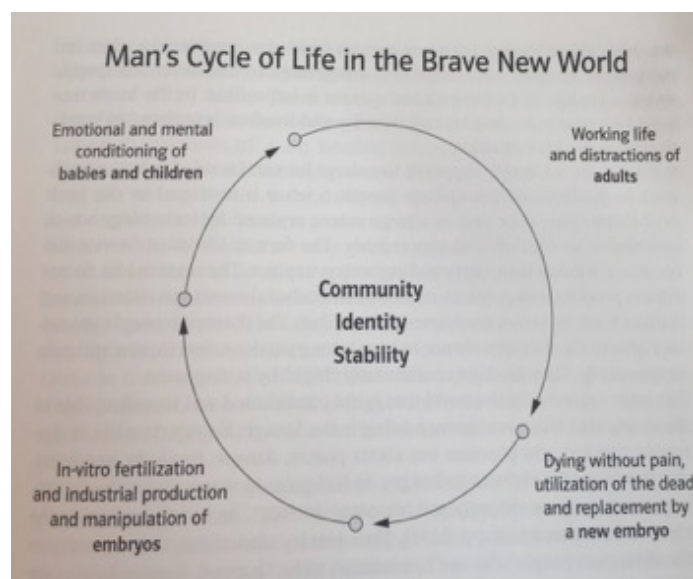 Man's Cycle of Life in the Brave New World
Emotional and mental
conditioning of
babies and children
Working life
and distractions of
adults
Community
Identity
Stability
In-vitro fertilization
and industrial production
and manipulation of
embryos
Dying without pain,
utilization of the dead
and replacement by
a new embryo